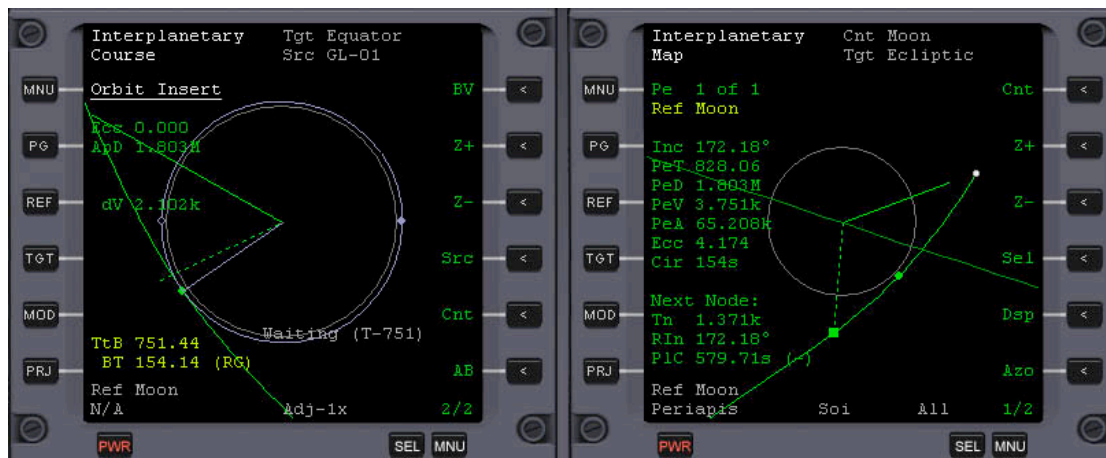 Interplanetary Tgt Equator
Course Src GL-01
MNU Orbit Insert BV <
Ecc 0.000
ApD 1.803M
PG Z+ <
REF dV 2.102k Z- <
TGT Src <
MOD Waiting (T-751) Cnt <
TtB 751.44
BT 154.14 (RG)
PRJ AB <
Ref Moon
N/A Adj-1x 2/2
PWR SEL MNU
Interplanetary Cnt Moon
Map Tgt Ecliptic
MNU Pe 1 of 1 Cnt <
Ref Moon
PG Inc 172.18° Z+ <
PeT 828.06
PeD 1.803M
REF PeV 3.751k Z- <
PeA 65.208k
Ecc 4.174
TGT Cir 154s Sel <
Next Node:
MOD Tn 1.371k Dsp <
RIn 172.18°
PlC 579.71s (-)
PRJ Azo <
Ref Moon
Periapis Soi All 1/2
PWR SEL MNU